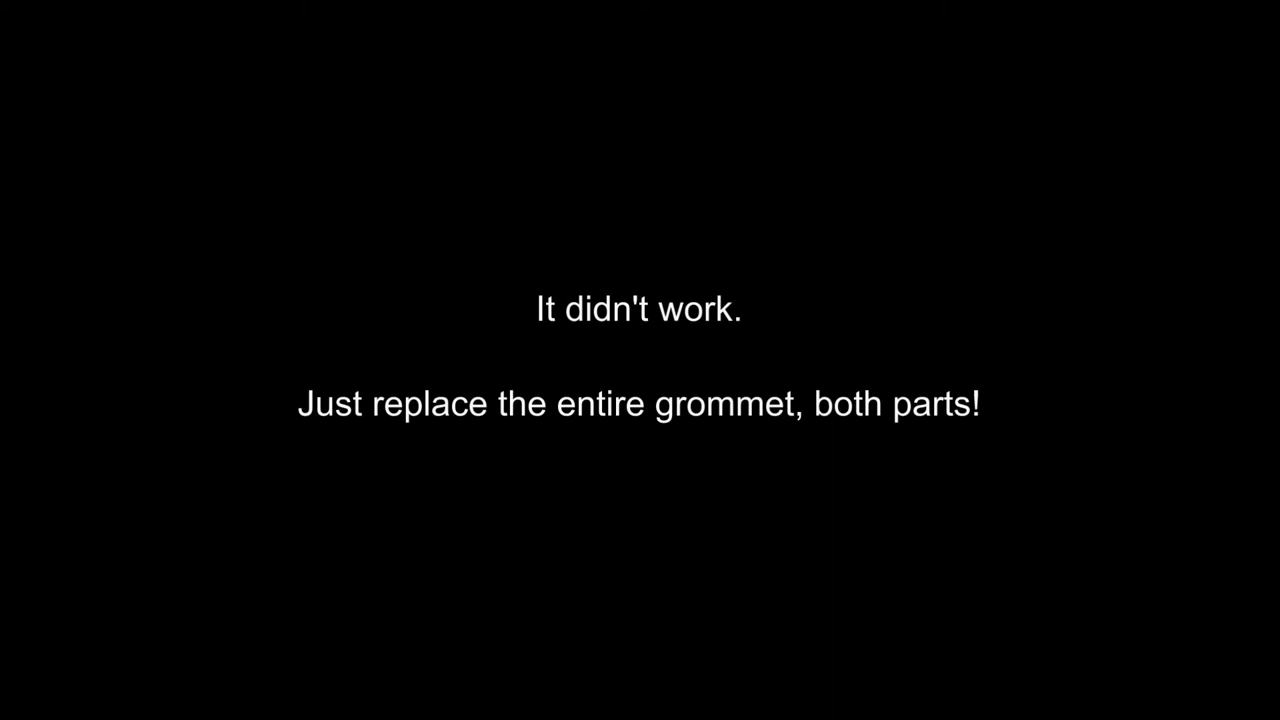 It didn't work.
Just replace the entire grommet, both parts!